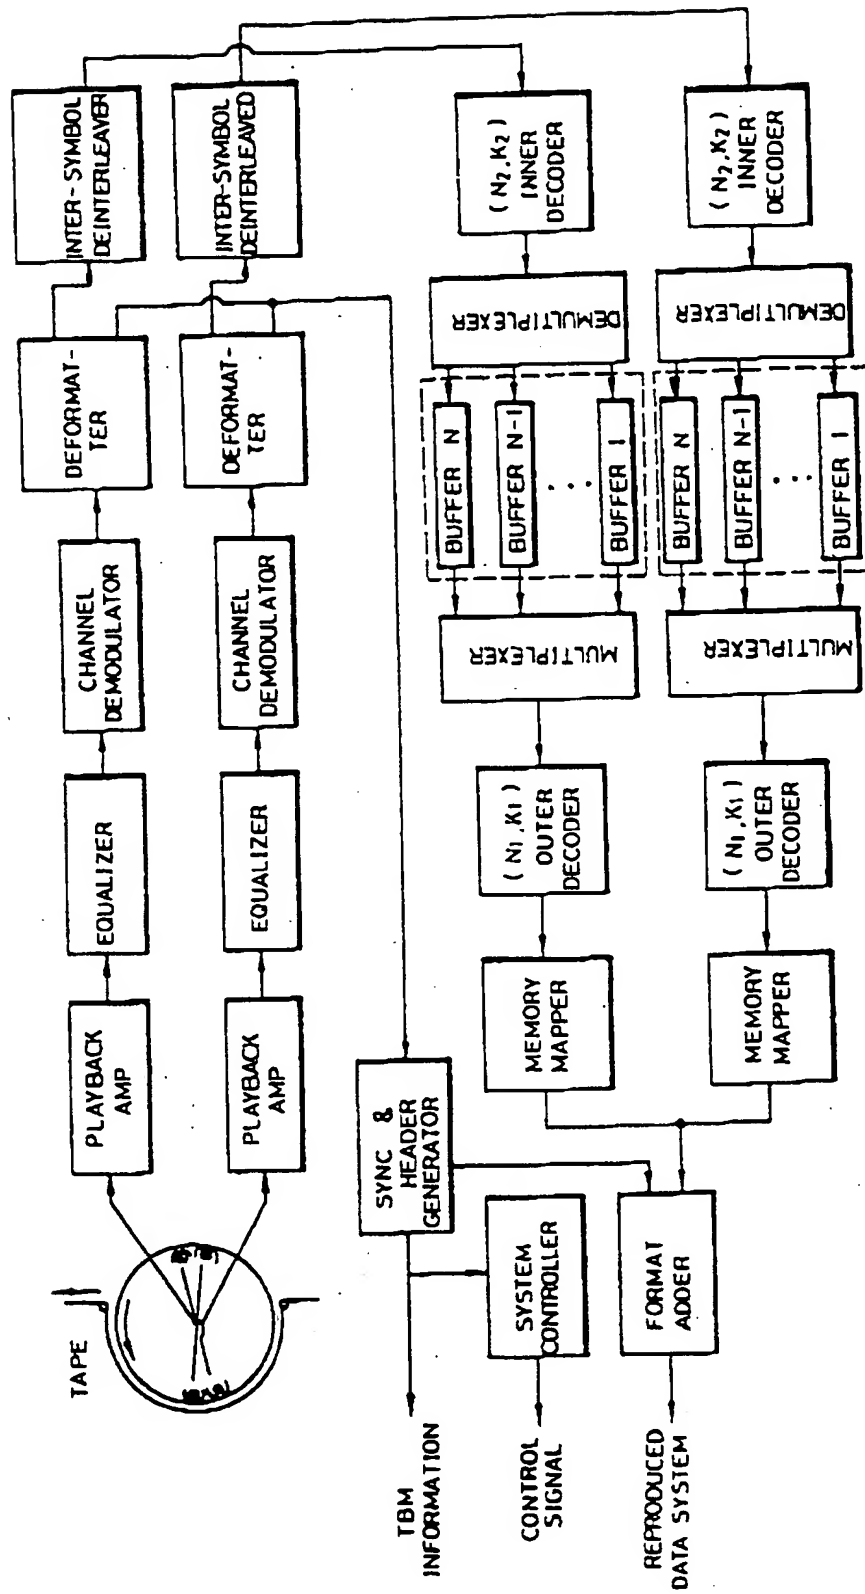 TAPE
PLAYBACK
AMP
EQUALIZER
CHANNEL
DEMODULATOR
DEFORMAT-
TER
INTER-SYMBOL
DEINTERLEAVER
PLAYBACK
AMP
EQUALIZER
CHANNEL
DEMODULATOR
DEFORMAT-
TER
INTER-SYMBOL
DEINTERLEAVED
TBM
INFORMATION
SYNC &
HEADER
GENERATOR
CONTROL
SIGNAL
SYSTEM
CONTROLLER
REPRODUCED
DATA SYSTEM
FORMAT
ADDER
MEMORY
MAPPER
(N1,K1)
OUTER
DECODER
MULTIPLEXER
BUFFER N
BUFFER N-1
...
BUFFER 1
DEMULTIPLEXER
(N2,K2)
INNER
DECODER
MEMORY
MAPPER
(N1,K1)
OUTER
DECODER
MULTIPLEXER
BUFFER N
BUFFER N-1
...
BUFFER 1
DEMULTIPLEXER
(N2,K2)
INNER
DECODER